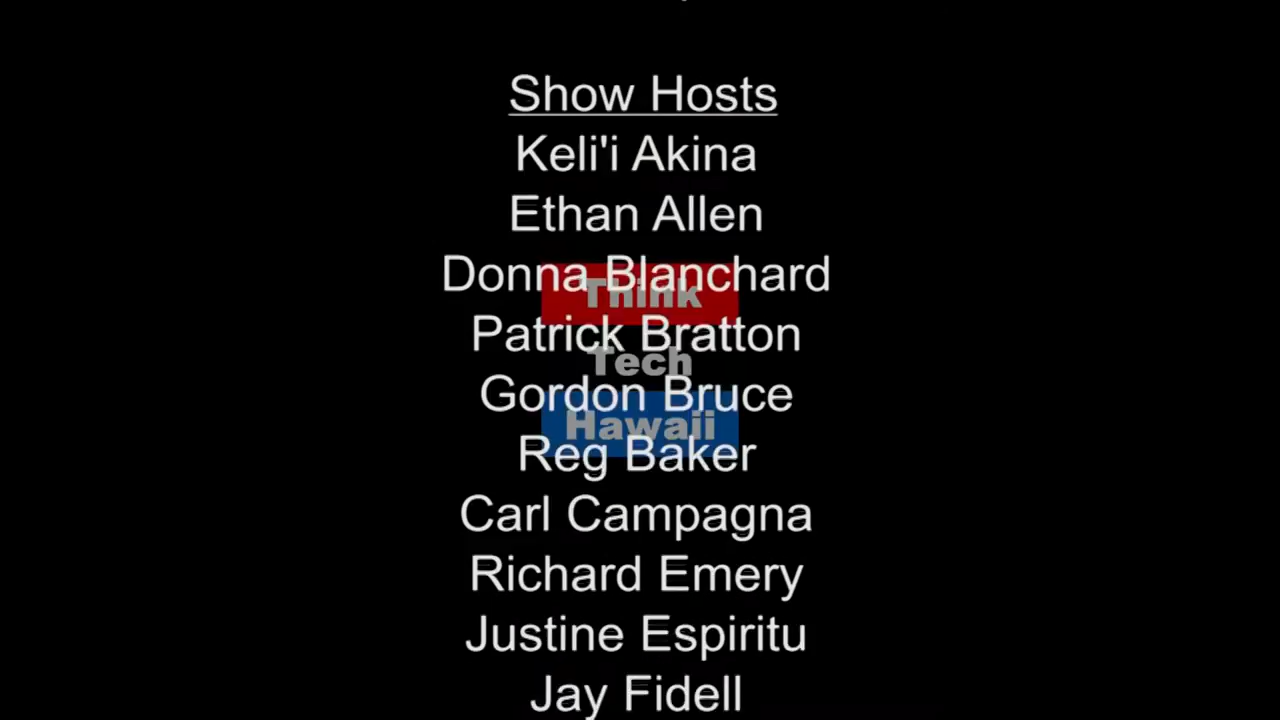 Show Hosts
Keli'i Akina
Ethan Allen
Donna Blanchard
Think
Patrick Bratton
Tech
Gordon Bruce
Hawaii
Reg Baker
Carl Campagna
Richard Emery
Justine Espiritu
Jay Fidell